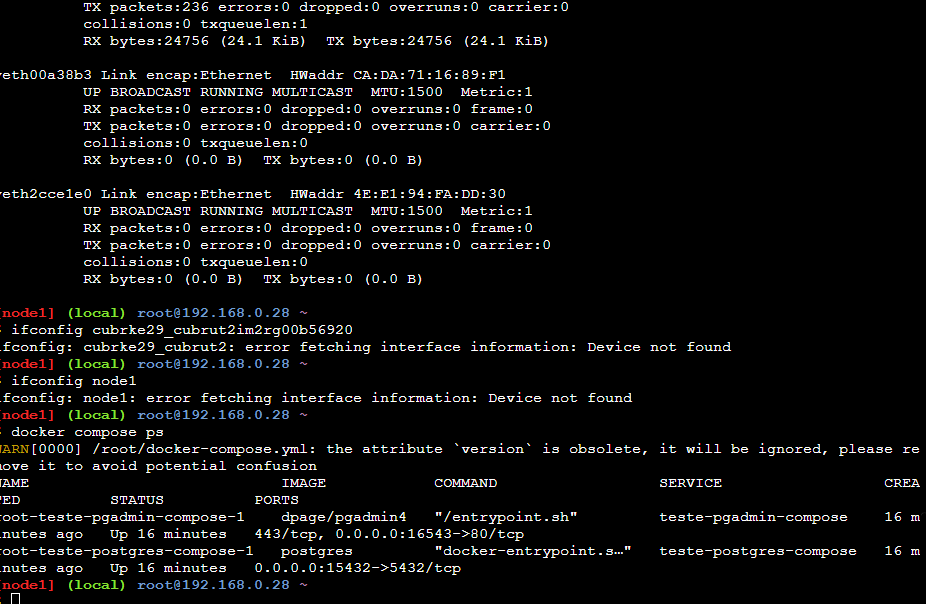 TX packets:236 errors:0 dropped:0 overruns:0 carrier:0
collisions:0 txqueuelen:1
RX bytes:24756 (24.1 KiB)  TX bytes:24756 (24.1 KiB)
veth00a38b3 Link encap:Ethernet  HWaddr CA:DA:71:16:89:F1
UP BROADCAST RUNNING MULTICAST  MTU:1500  Metric:1
RX packets:0 errors:0 dropped:0 overruns:0 frame:0
TX packets:0 errors:0 dropped:0 overruns:0 carrier:0
collisions:0 txqueuelen:0
RX bytes:0 (0.0 B)  TX bytes:0 (0.0 B)
veth2cce1e0 Link encap:Ethernet  HWaddr 4E:E1:94:FA:DD:30
UP BROADCAST RUNNING MULTICAST  MTU:1500  Metric:1
RX packets:0 errors:0 dropped:0 overruns:0 frame:0
TX packets:0 errors:0 dropped:0 overruns:0 carrier:0
collisions:0 txqueuelen:0
RX bytes:0 (0.0 B)  TX bytes:0 (0.0 B)
[node1] (local) root@192.168.0.28 ~
$ ifconfig cubrke29_cubrut2im2rg00b56920
ifconfig: cubrke29_cubrut2: error fetching interface information: Device not found
[node1] (local) root@192.168.0.28 ~
$ ifconfig node1
ifconfig: node1: error fetching interface information: Device not found
[node1] (local) root@192.168.0.28 ~
$ docker compose ps
WARN[0000] /root/docker-compose.yml: the attribute `version` is obsolete, it will be ignored, please re
move it to avoid potential confusion
NAME                            IMAGE            COMMAND                  SERVICE                  CREA
TED         STATUS          PORTS
root-teste-pgadmin-compose-1    dpage/pgadmin4   "/entrypoint.sh"         teste-pgadmin-compose    16 m
inutes ago   Up 16 minutes   443/tcp, 0.0.0.0:16543->80/tcp
root-teste-postgres-compose-1   postgres         "docker-entrypoint.s…"   teste-postgres-compose   16 m
inutes ago   Up 16 minutes   0.0.0.0:15432->5432/tcp
[node1] (local) root@192.168.0.28 ~
$